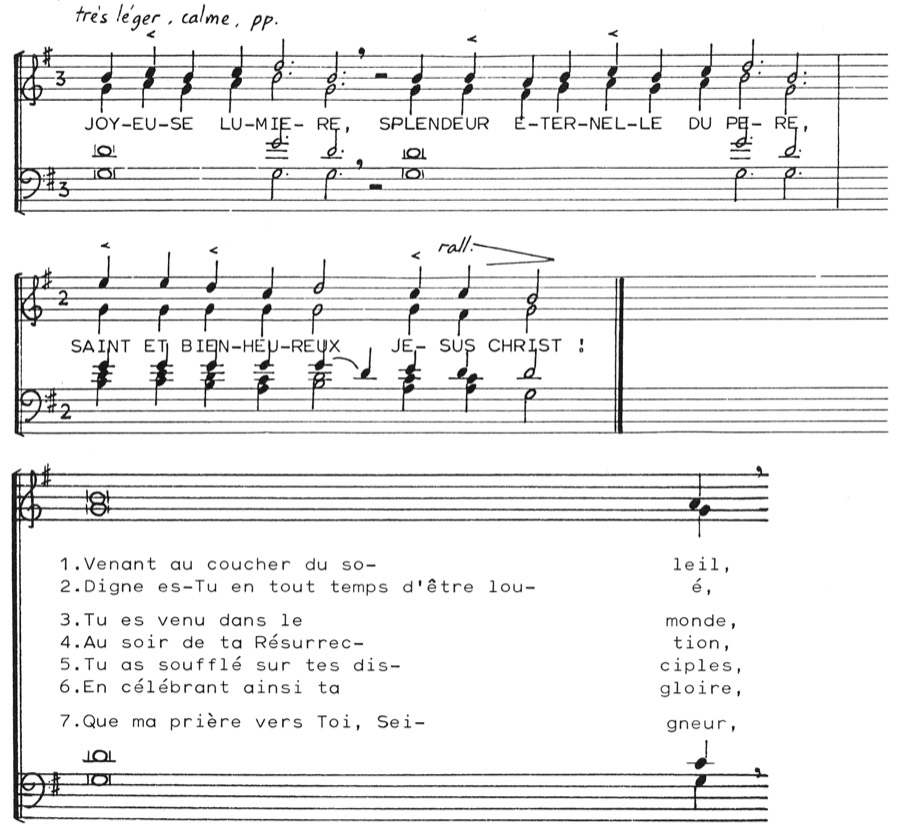 très léger, calme, pp.
3
JOY-EU-SE LU-MIE- RE, SPLENDEUR E-TER-NEL-LE DU PE- RE,
3
rall.
2
SAINT ET BIEN-HEU-REUX JE- SUS CHRIST !
2
1.Venant au coucher du so- leil,
2.Digne es-Tu en tout temps d'être lou- é,
3.Tu es venu dans le monde,
4.Au soir de ta Résurrec- tion,
5.Tu as soufflé sur tes dis- ciples,
6.En célébrant ainsi ta gloire,
7.Que ma prière vers Toi, Sei- gneur,